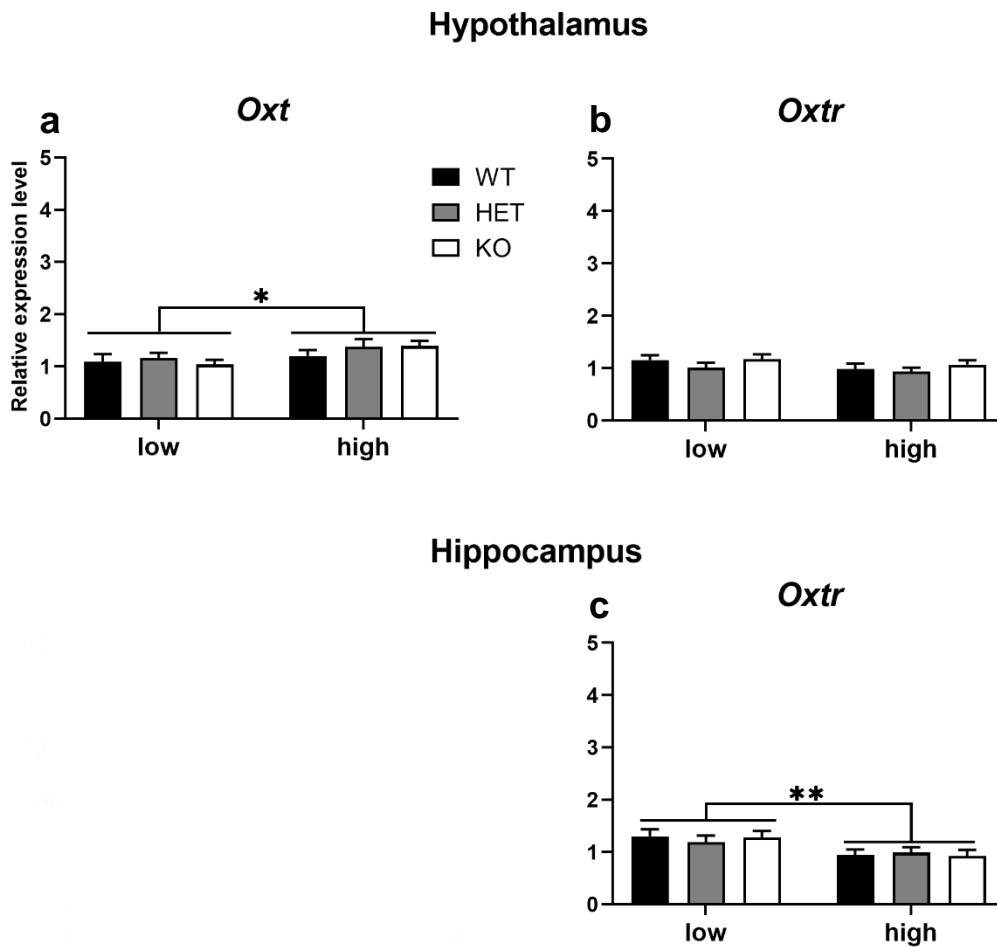 Hypothalamus
a
Oxt
b
Oxtr
Relative expression level
5
4
3
2
1
0
WT
HET
KO
*
low
high
5
4
3
2
1
0
low
high
Hippocampus
c
Oxtr
5
4
3
2
1
0
**
low
high